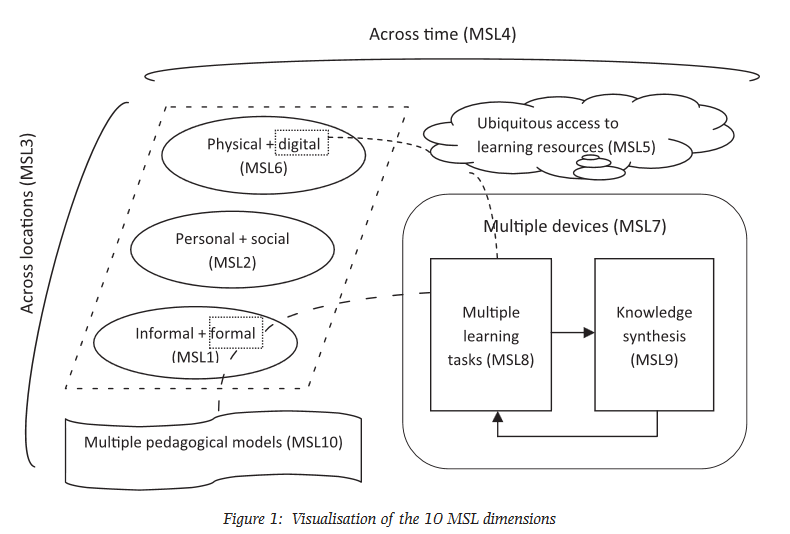 Across time (MSL4)
Across locations (MSL3)
Physical + digital
(MSL6)
Ubiquitous access to
learning resources (MSL5)
Personal + social
(MSL2)
Multiple devices (MSL7)
Informal + formal
(MSL1)
Multiple
learning
tasks (MSL8)
Knowledge
synthesis
(MSL9)
Multiple pedagogical models (MSL10)
Figure 1: Visualisation of the 10 MSL dimensions